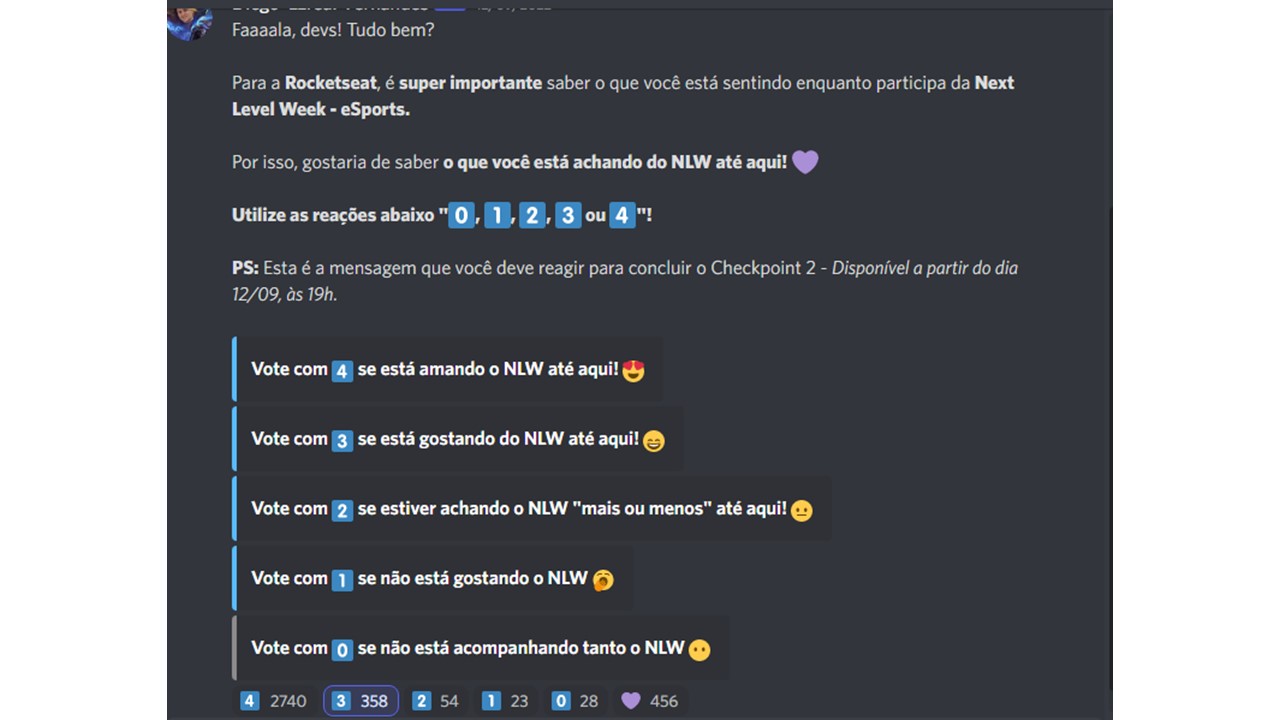 Faaaala, devs! Tudo bem?
Para a Rocketseat, é super importante saber o que você está sentindo enquanto participa da Next
Level Week - eSports.
Por isso, gostaria de saber o que você está achando do NLW até aqui! 💜
Utilize as reações abaixo "0, 1, 2, 3 ou 4"!
PS: Esta é a mensagem que você deve reagir para concluir o Checkpoint 2 - Disponível a partir do dia
12/09, às 19h.
Vote com 4 se está amando o NLW até aqui! 😍
Vote com 3 se está gostando do NLW até aqui! 😄
Vote com 2 se estiver achando o NLW "mais ou menos" até aqui! 😐
Vote com 1 se não está gostando o NLW 🥱
Vote com 0 se não está acompanhando tanto o NLW 😶
4 2740 3 358 2 54 1 23 0 28 💜 456